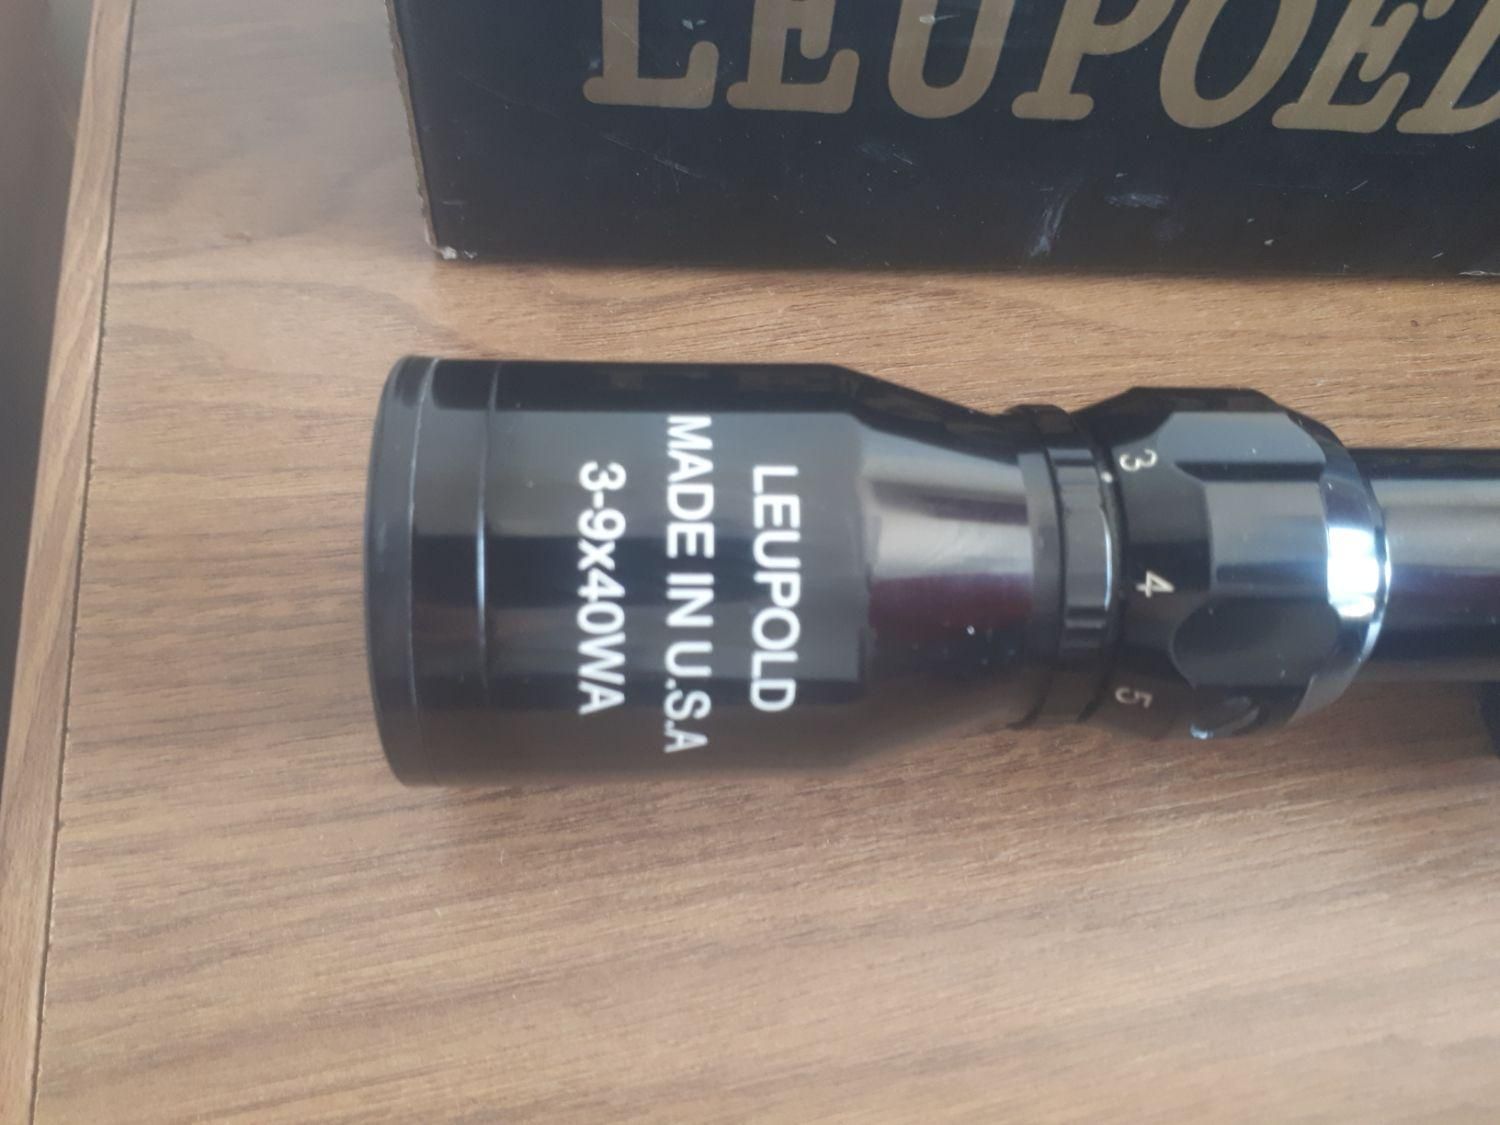 LEUPOED
LEUPOLD
MADE IN U.S.A
3-9x40WA
3
4
5